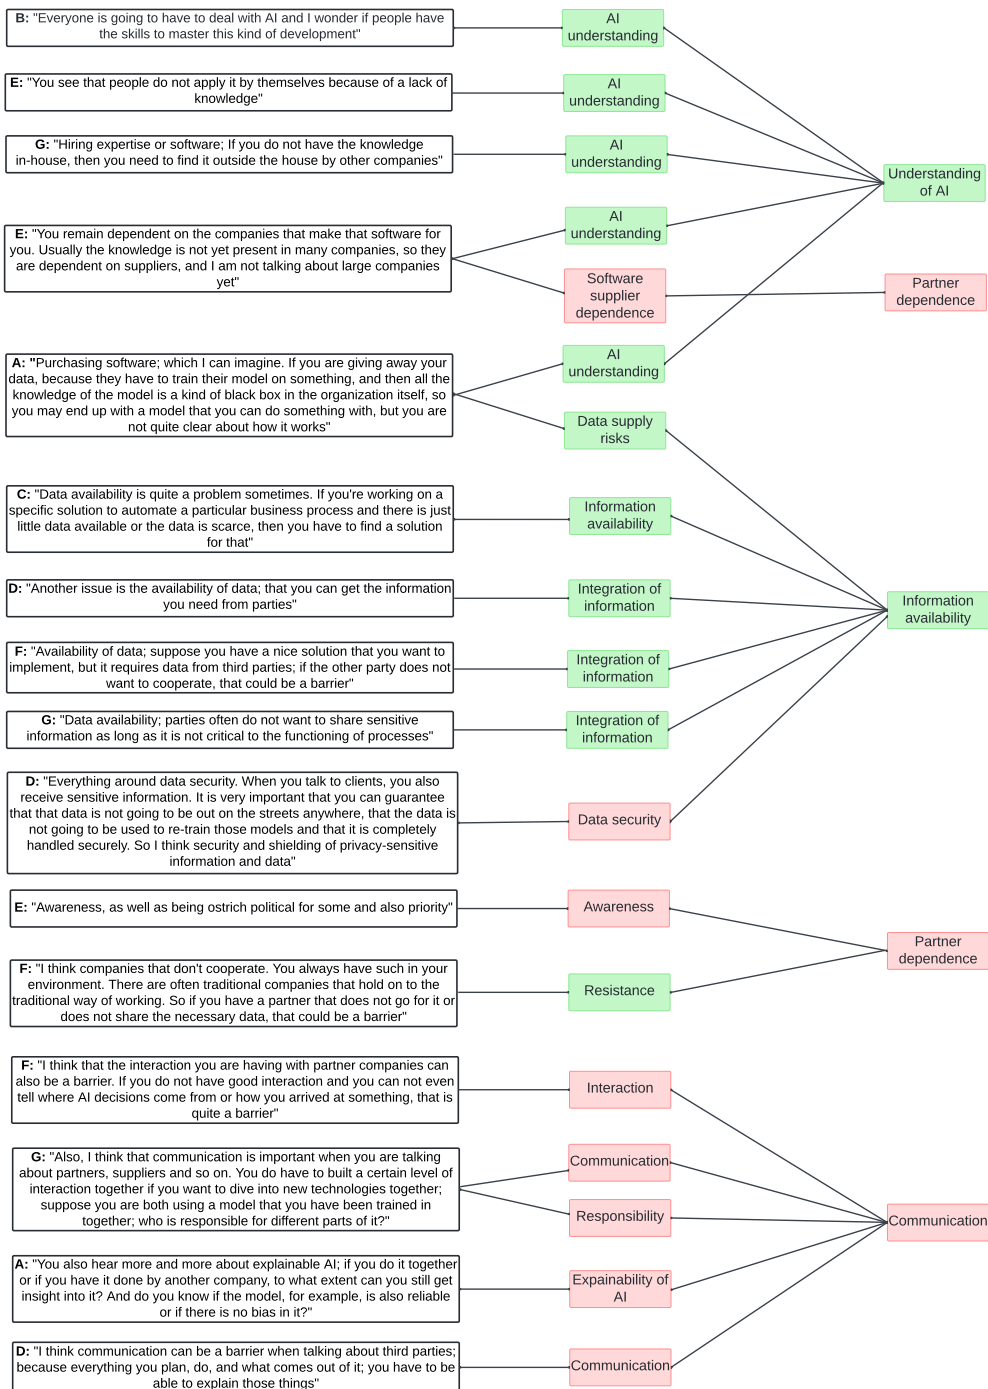 B: "Everyone is going to have to deal with AI and I wonder if people have
the skills to master this kind of development"
AI
understanding
E: "You see that people do not apply it by themselves because of a lack of
knowledge"
AI
understanding
G: "Hiring expertise or software; If you do not have the knowledge
in-house, then you need to find it outside the house by other companies"
AI
understanding
Understanding
of AI
E: "You remain dependent on the companies that make that software for
you. Usually the knowledge is not yet present in many companies, so they
are dependent on suppliers, and I am not talking about large companies
yet"
AI
understanding
Software
supplier
dependence
Partner
dependence
A: "Purchasing software; which I can imagine. If you are giving away your
data, because they have to train their model on something, and then all the
knowledge of the model is a kind of black box in the organization itself, so
you may end up with a model that you can do something with, but you are
not quite clear about how it works"
AI
understanding
Data supply
risks
C: "Data availability is quite a problem sometimes. If you're working on a
specific solution to automate a particular business process and there is just
little data available or the data is scarce, then you have to find a solution
for that"
Information
availability
D: "Another issue is the availability of data; that you can get the information
you need from parties"
Integration of
information
Information
availability
F: "Availability of data; suppose you have a nice solution that you want to
implement, but it requires data from third parties; if the other party does not
want to cooperate, that could be a barrier"
Integration of
information
G: "Data availability; parties often do not want to share sensitive
information as long as it is not critical to the functioning of processes"
Integration of
information
D: "Everything around data security. When you talk to clients, you also
receive sensitive information. It is very important that you can guarantee
that that data is not going to be out on the streets anywhere, that the data is
not going to be used to re-train those models and that it is completely
handled securely. So I think security and shielding of privacy-sensitive
information and data"
Data security
E: "Awareness, as well as being ostrich political for some and also priority"
Awareness
Partner
dependence
F: "I think companies that don't cooperate. You always have such in your
environment. There are often traditional companies that hold on to the
traditional way of working. So if you have a partner that does not go for it or
does not share the necessary data, that could be a barrier"
Resistance
F: "I think that the interaction you are having with partner companies can
also be a barrier. If you do not have good interaction and you can not even
tell where AI decisions come from or how you arrived at something, that is
quite a barrier"
Interaction
G: "Also, I think that communication is important when you are talking
about partners, suppliers and so on. You do have to built a certain level of
interaction together if you want to dive into new technologies together;
suppose you are both using a model that you have been trained in
together; who is responsible for different parts of it?"
Communication
Responsibility
Communication
A: "You also hear more and more about explainable AI; if you do it together
or if you have it done by another company, to what extent can you still get
insight into it? And do you know if the model, for example, is also reliable
or if there is no bias in it?"
Expainability of
AI
D: "I think communication can be a barrier when talking about third parties;
because everything you plan, do, and what comes out of it; you have to be
able to explain those things"
Communication